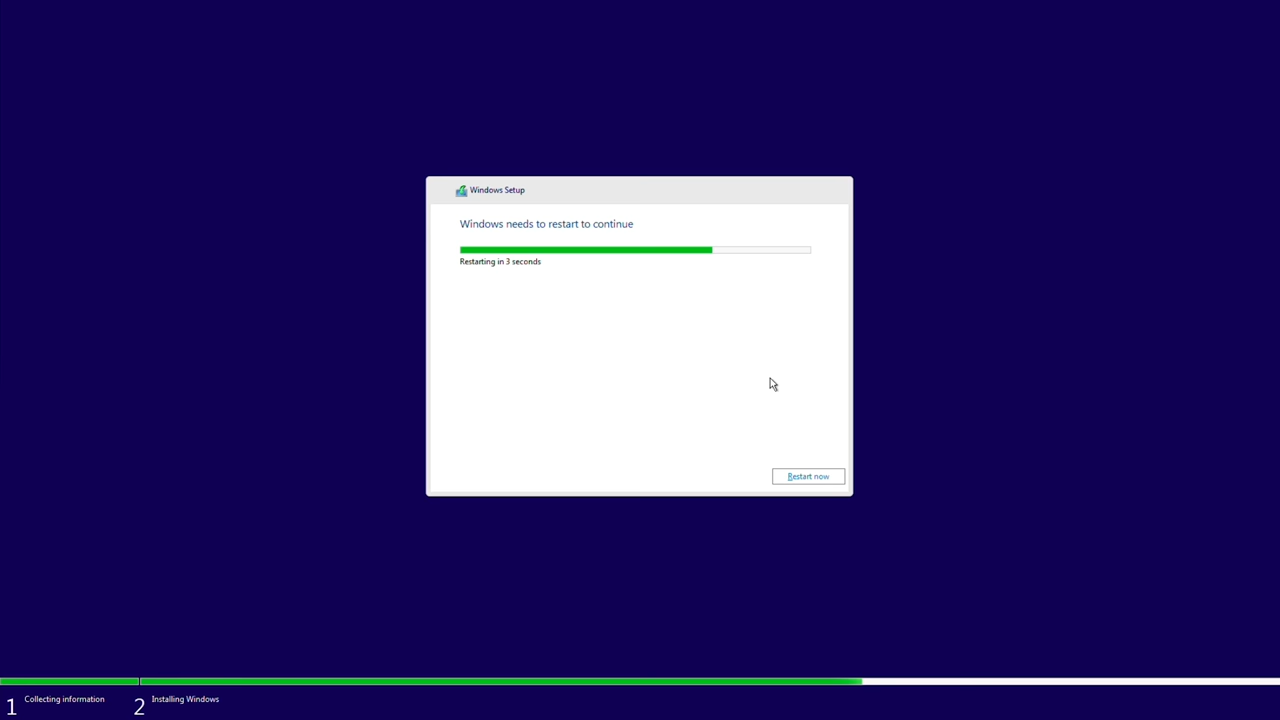 Windows Setup
Windows needs to restart to continue
Restarting in 3 seconds
Restart now
1 Collecting information
2 Installing Windows